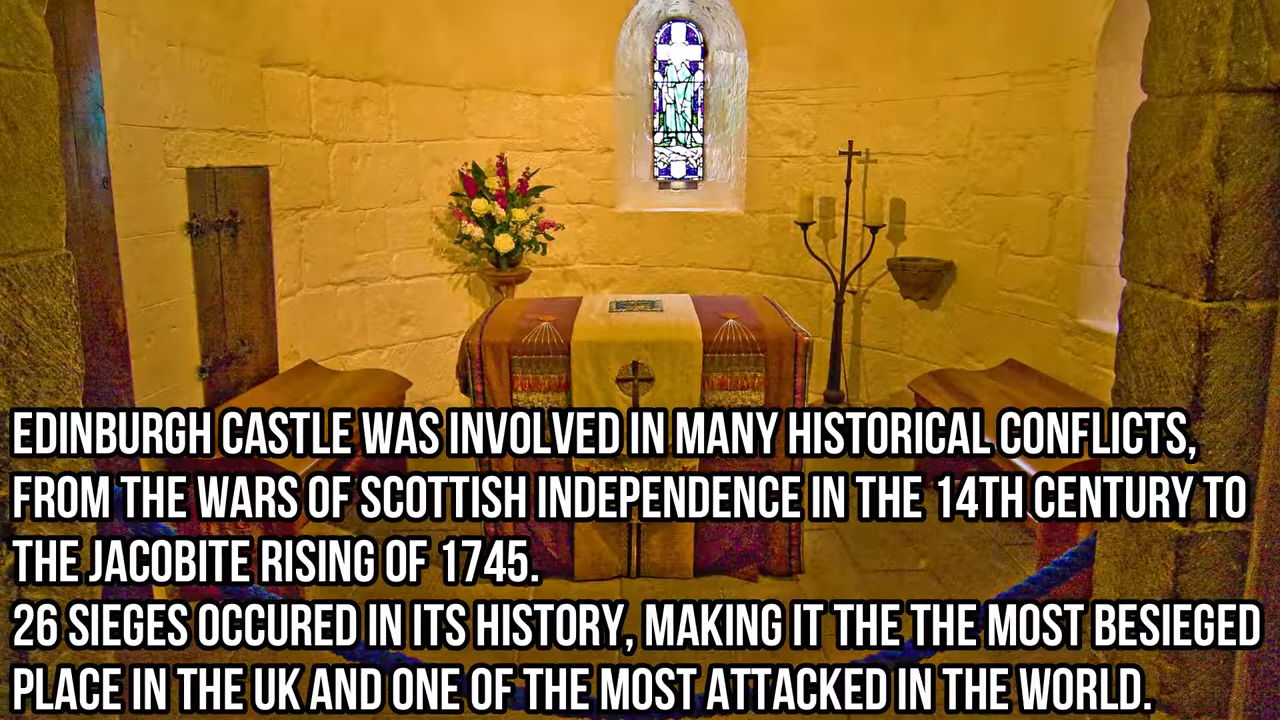 EDINBURGH CASTLE WAS INVOLVED IN MANY HISTORICAL CONFLICTS,
FROM THE WARS OF SCOTTISH INDEPENDENCE IN THE 14TH CENTURY TO
THE JACOBITE RISING OF 1745.
26 SIEGES OCCURED IN ITS HISTORY, MAKING IT THE THE MOST BESIEGED
PLACE IN THE UK AND ONE OF THE MOST ATTACKED IN THE WORLD.